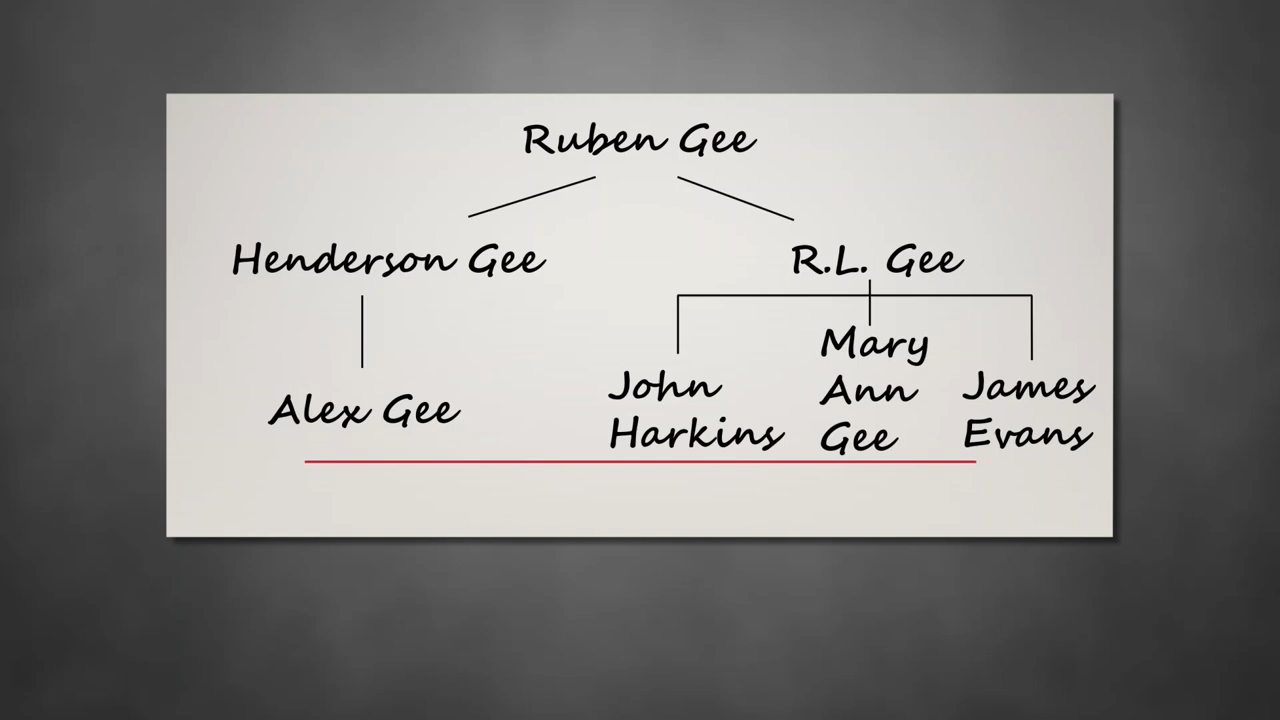 Ruben Gee
Henderson Gee
R.L. Gee
Alex Gee
John
Harkins
Mary
Ann
Gee
James
Evans